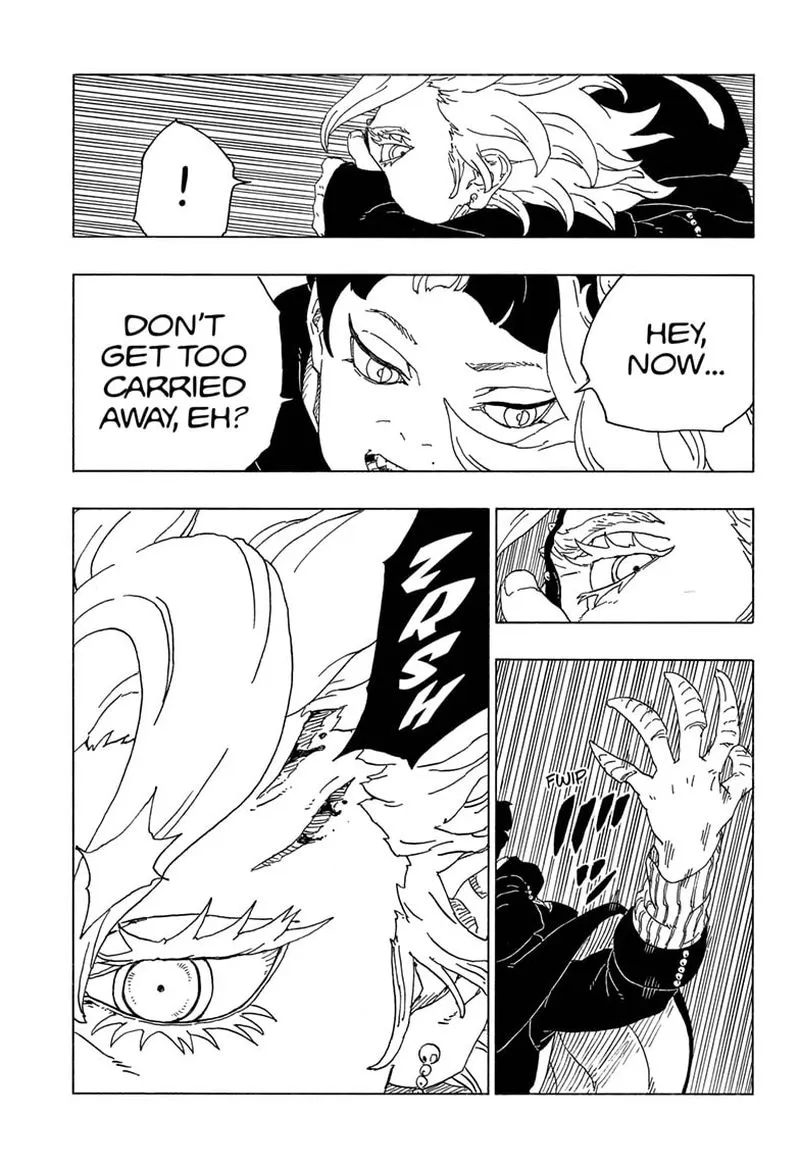 !
HEY,
NOW...
DON'T
GET TOO
CARRIED
AWAY, EH?
FWIP
ZRSH